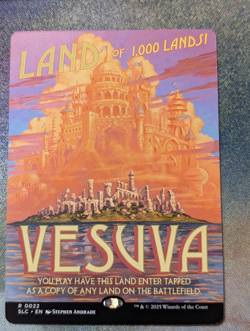 LAND OF 1,000 LANDS!
VESUVA
YOU MAY HAVE THIS LAND ENTER TAPPED
AS A COPY OF ANY LAND ON THE BATTLEFIELD.
R 0022
SLC • EN Stephen Andrade
™ & © 2025 Wizards of the Coast